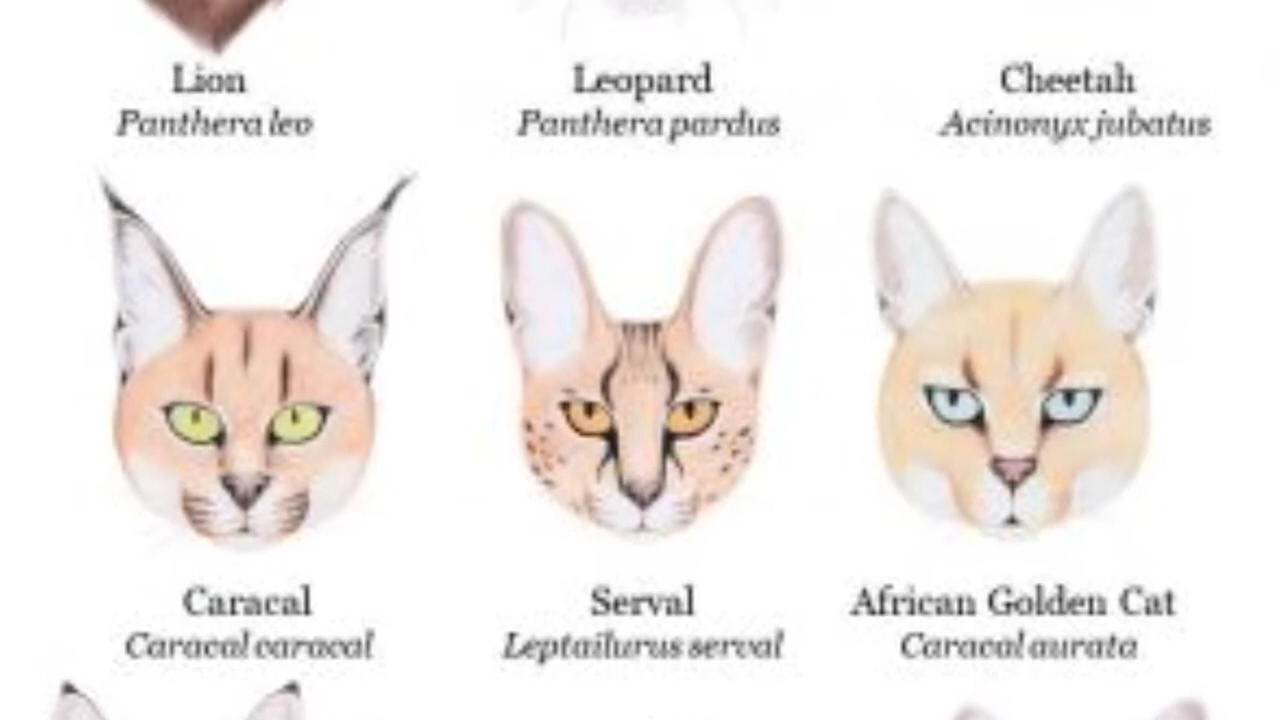 Lion
Panthera leo
Leopard
Panthera pardus
Cheetah
Acinonyx jubatus
Caracal
Caracal caracal
Serval
Leptailurus serval
African Golden Cat
Caracal aurata